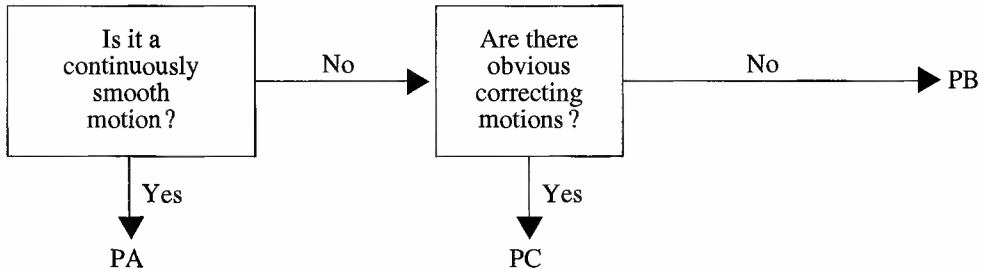 Is it a
continuously
smooth
motion ?
No
Are there
obvious
correcting
motions ?
No
PB
Yes
Yes
PA
PC